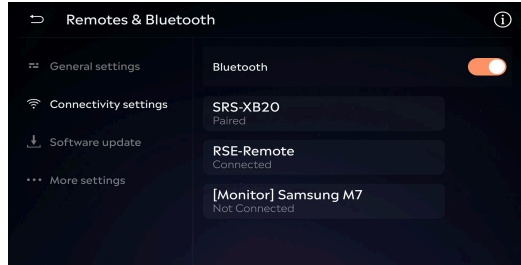 Remotes & Bluetooth
General settings
Connectivity settings
Software update
More settings
Bluetooth
SRS-XB20
Paired
RSE-Remote
Connected
[Monitor] Samsung M7
Not Connected